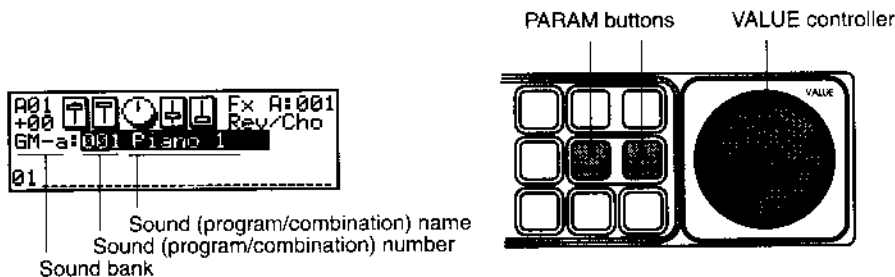 PARAM buttons
VALUE controller
VALUE
A01
Fx A:001
+00
Rev/Cho
GM-a:001 Piano 1
01
Sound (program/combination) name
Sound (program/combination) number
Sound bank